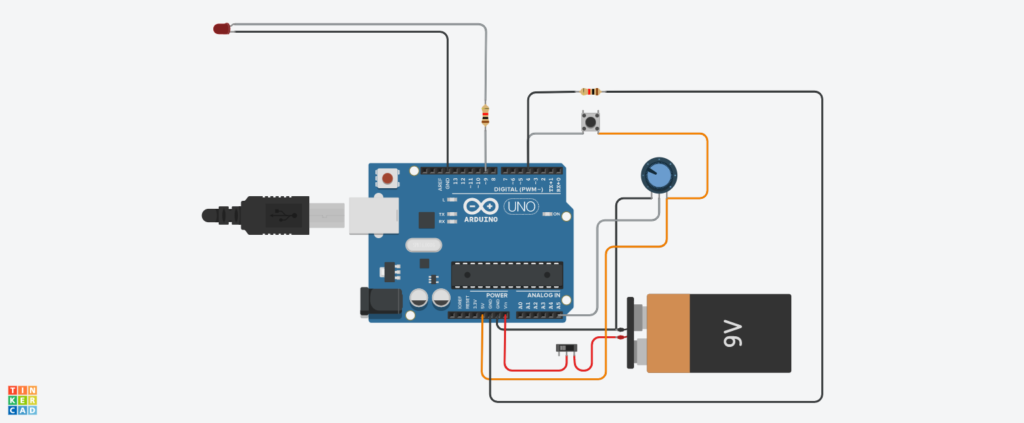 AREF
GND
13
12
~11
~10
~9
8
7
~6
~5
4
~3
2
TX→1
RX←0
DIGITAL (PWM~)
L
TX
RX
ARDUINO
UNO
ON
POWER
ANALOG IN
IOREF
RESET
3.3V
5V
GND
GND
Vin
A0
A1
A2
A3
A4
A5
9V
TIN
KER
CAD